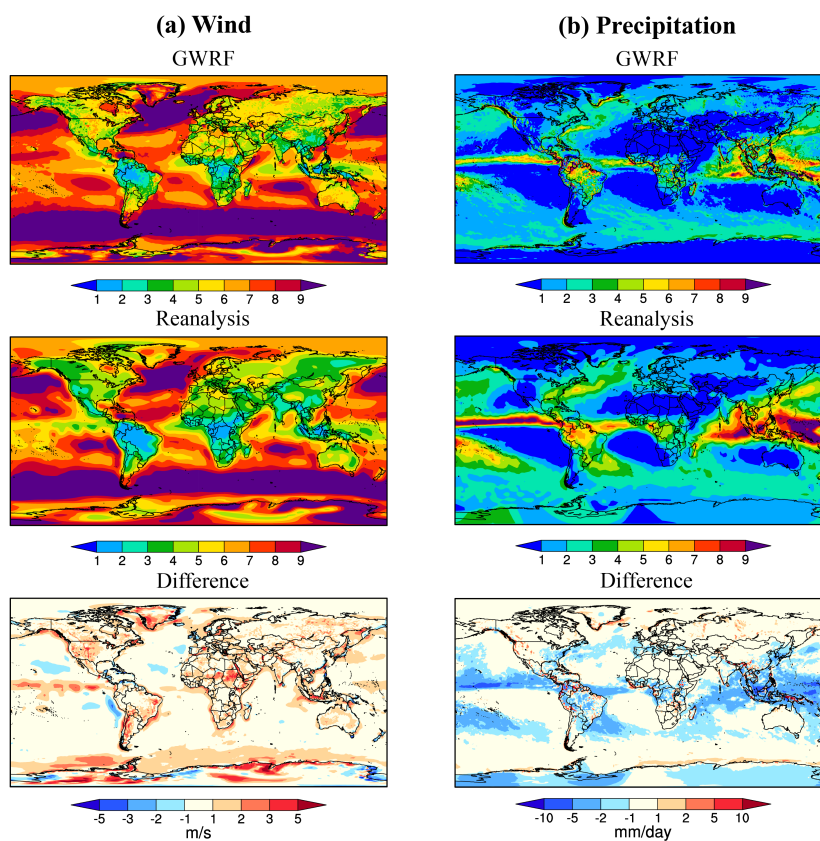 (a) Wind
GWRF
1 2 3 4 5 6 7 8 9
Reanalysis
1 2 3 4 5 6 7 8 9
Difference
-5 -3 -2 -1 1 2 3 5
m/s
(b) Precipitation
GWRF
1 2 3 4 5 6 7 8 9
Reanalysis
1 2 3 4 5 6 7 8 9
Difference
-10 -5 -2 -1 1 2 5 10
mm/day